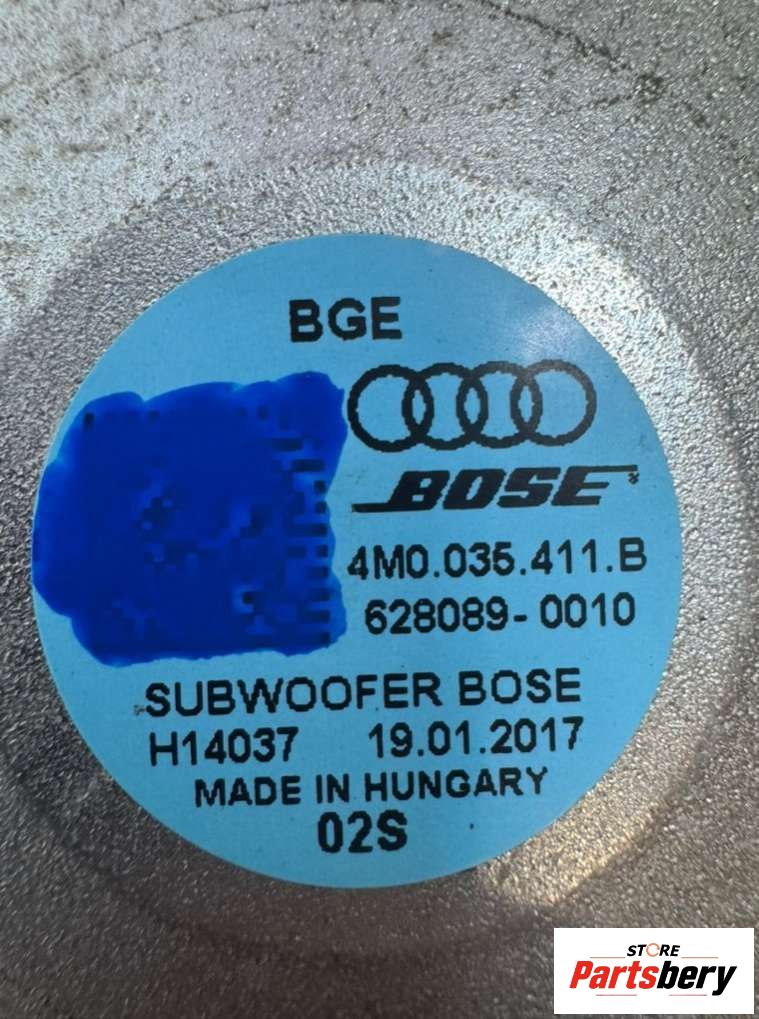 BGE
BOSE
4M0.035.411.B
628089-0010
SUBWOOFER BOSE
H14037 19.01.2017
MADE IN HUNGARY
02S
STORE
Partsbery